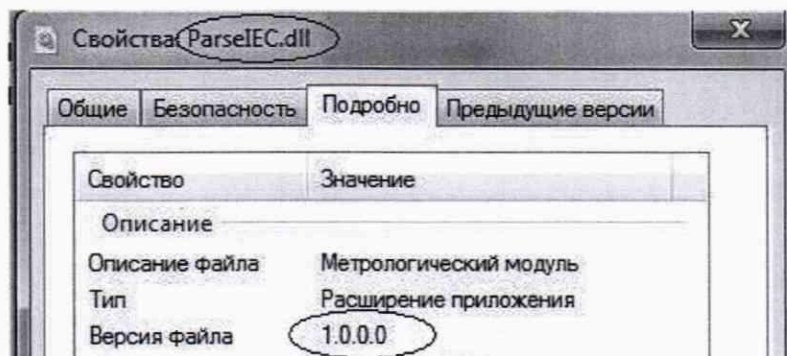 Свойства: ParseIEC.dll
Общие Безопасность Подробно Предыдущие версии
Свойство Значение
Описание
Описание файла Метрологический модуль
Тип Расширение приложения
Версия файла 1.0.0.0